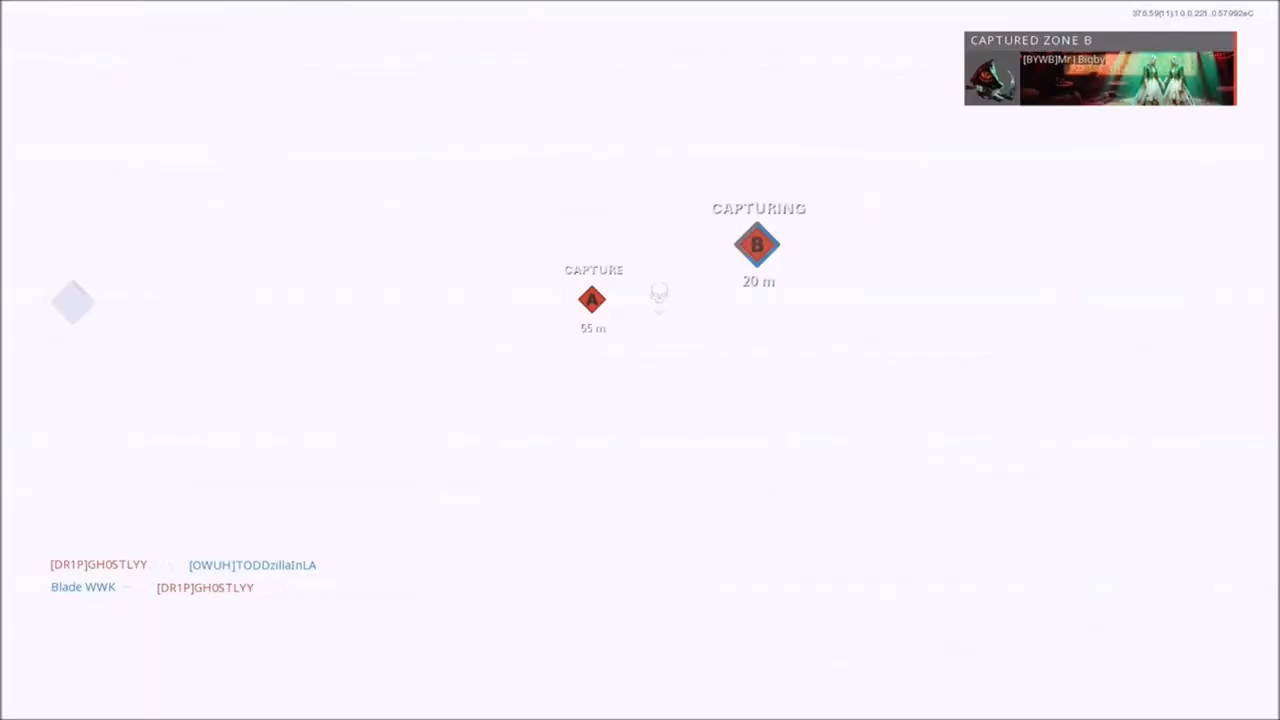 CAPTURED ZONE B
[BYWB]Mr I Bigby
CAPTURING
B
20 m
CAPTURE
A
55 m
[DR1P]GH0STLYY [OWUH]TODDzillaInLA
Blade WWK [DR1P]GH0STLYY